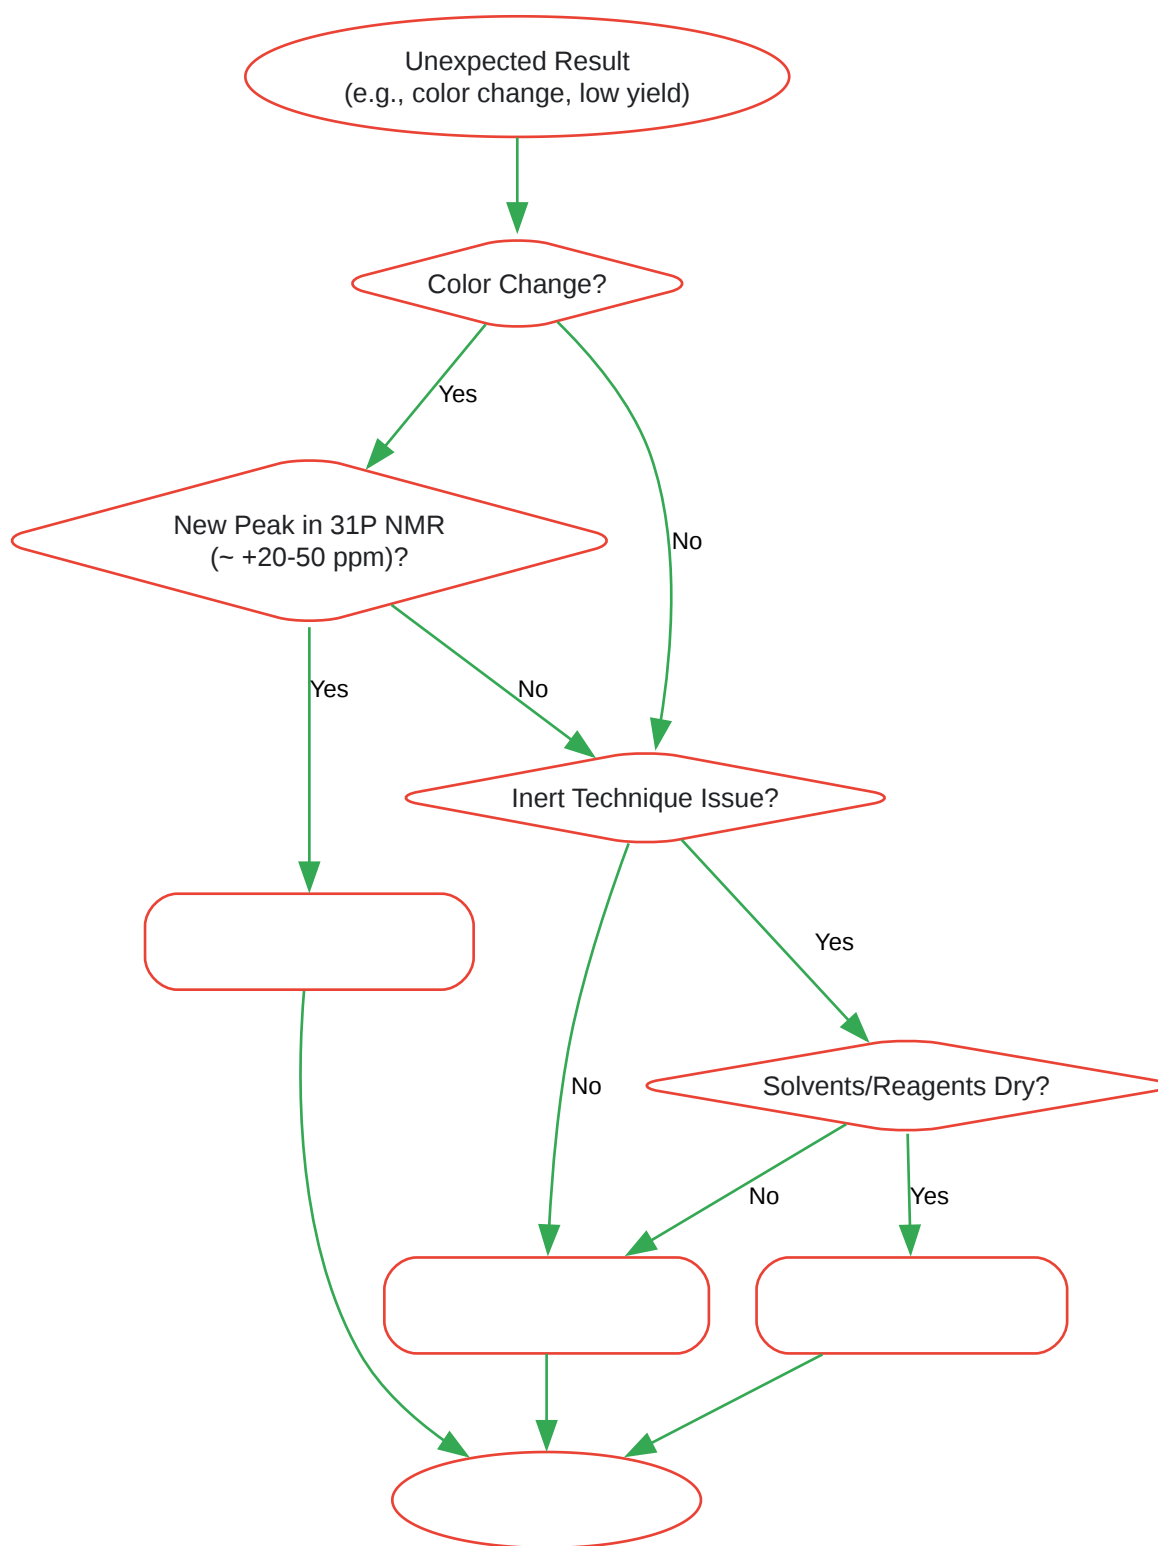 Unexpected Result
(e.g., color change, low yield)
Color Change?
Yes
New Peak in 31P NMR
(~ +20-50 ppm)?
No
Yes
No
Inert Technique Issue?
Yes
No
Solvents/Reagents Dry?
No
Yes